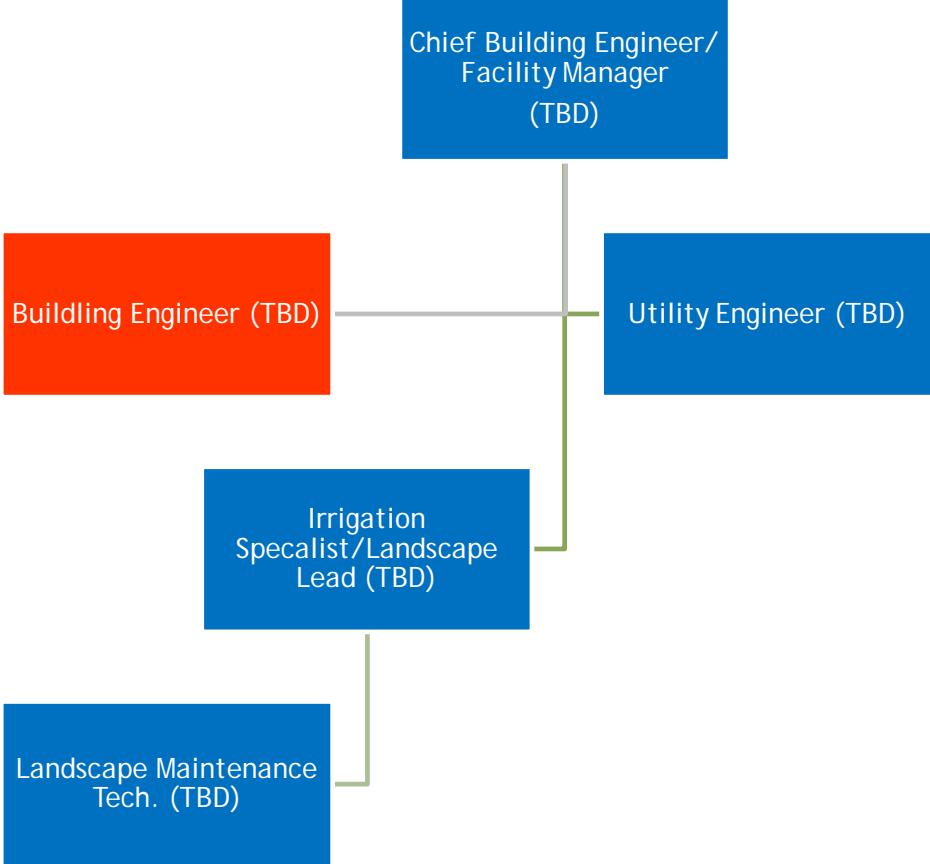 Chief Building Engineer/
Facility Manager
(TBD)
Buildling Engineer (TBD)
Utility Engineer (TBD)
Irrigation
Specalist/Landscape
Lead (TBD)
Landscape Maintenance
Tech. (TBD)